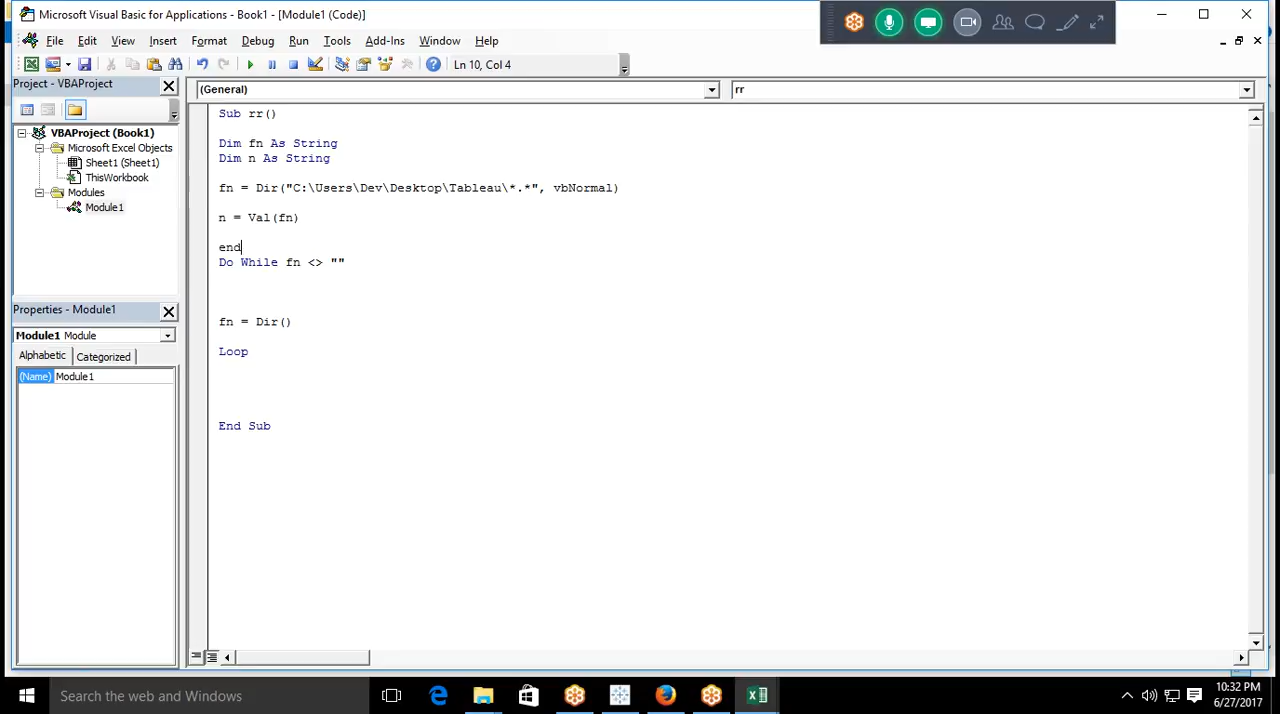 Microsoft Visual Basic for Applications - Book1 - [Module1 (Code)]
File Edit View Insert Format Debug Run Tools Add-Ins Window Help
Ln 10, Col 4
Project - VBAProject
(General) rr
VBAProject (Book1)
Microsoft Excel Objects
Sheet1 (Sheet1)
ThisWorkbook
Modules
Module1
Properties - Module1
Module1 Module
Alphabetic Categorized
(Name) Module1
Sub rr()
Dim fn As String
Dim n As String
fn = Dir("C:\Users\Dev\Desktop\Tableau\*.*", vbNormal)
n = Val(fn)
end
Do While fn <> ""
fn = Dir()
Loop
End Sub
Search the web and Windows
10:32 PM
6/27/2017